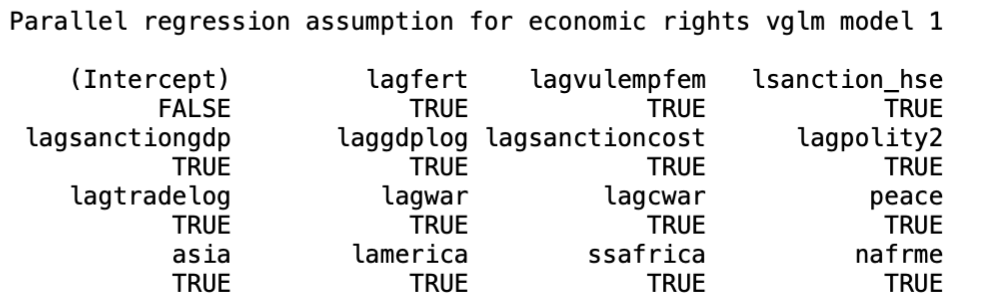 Parallel regression assumption for economic rights vglm model 1
(Intercept) lagfert lagvulempfem lsanction_hse
FALSE TRUE TRUE TRUE
lagsanctiongdp laggdplog lagsanctioncost lagpolity2
TRUE TRUE TRUE TRUE
lagtradelog lagwar lagcwar peace
TRUE TRUE TRUE TRUE
asia lamerica ssafrica nafrme
TRUE TRUE TRUE TRUE